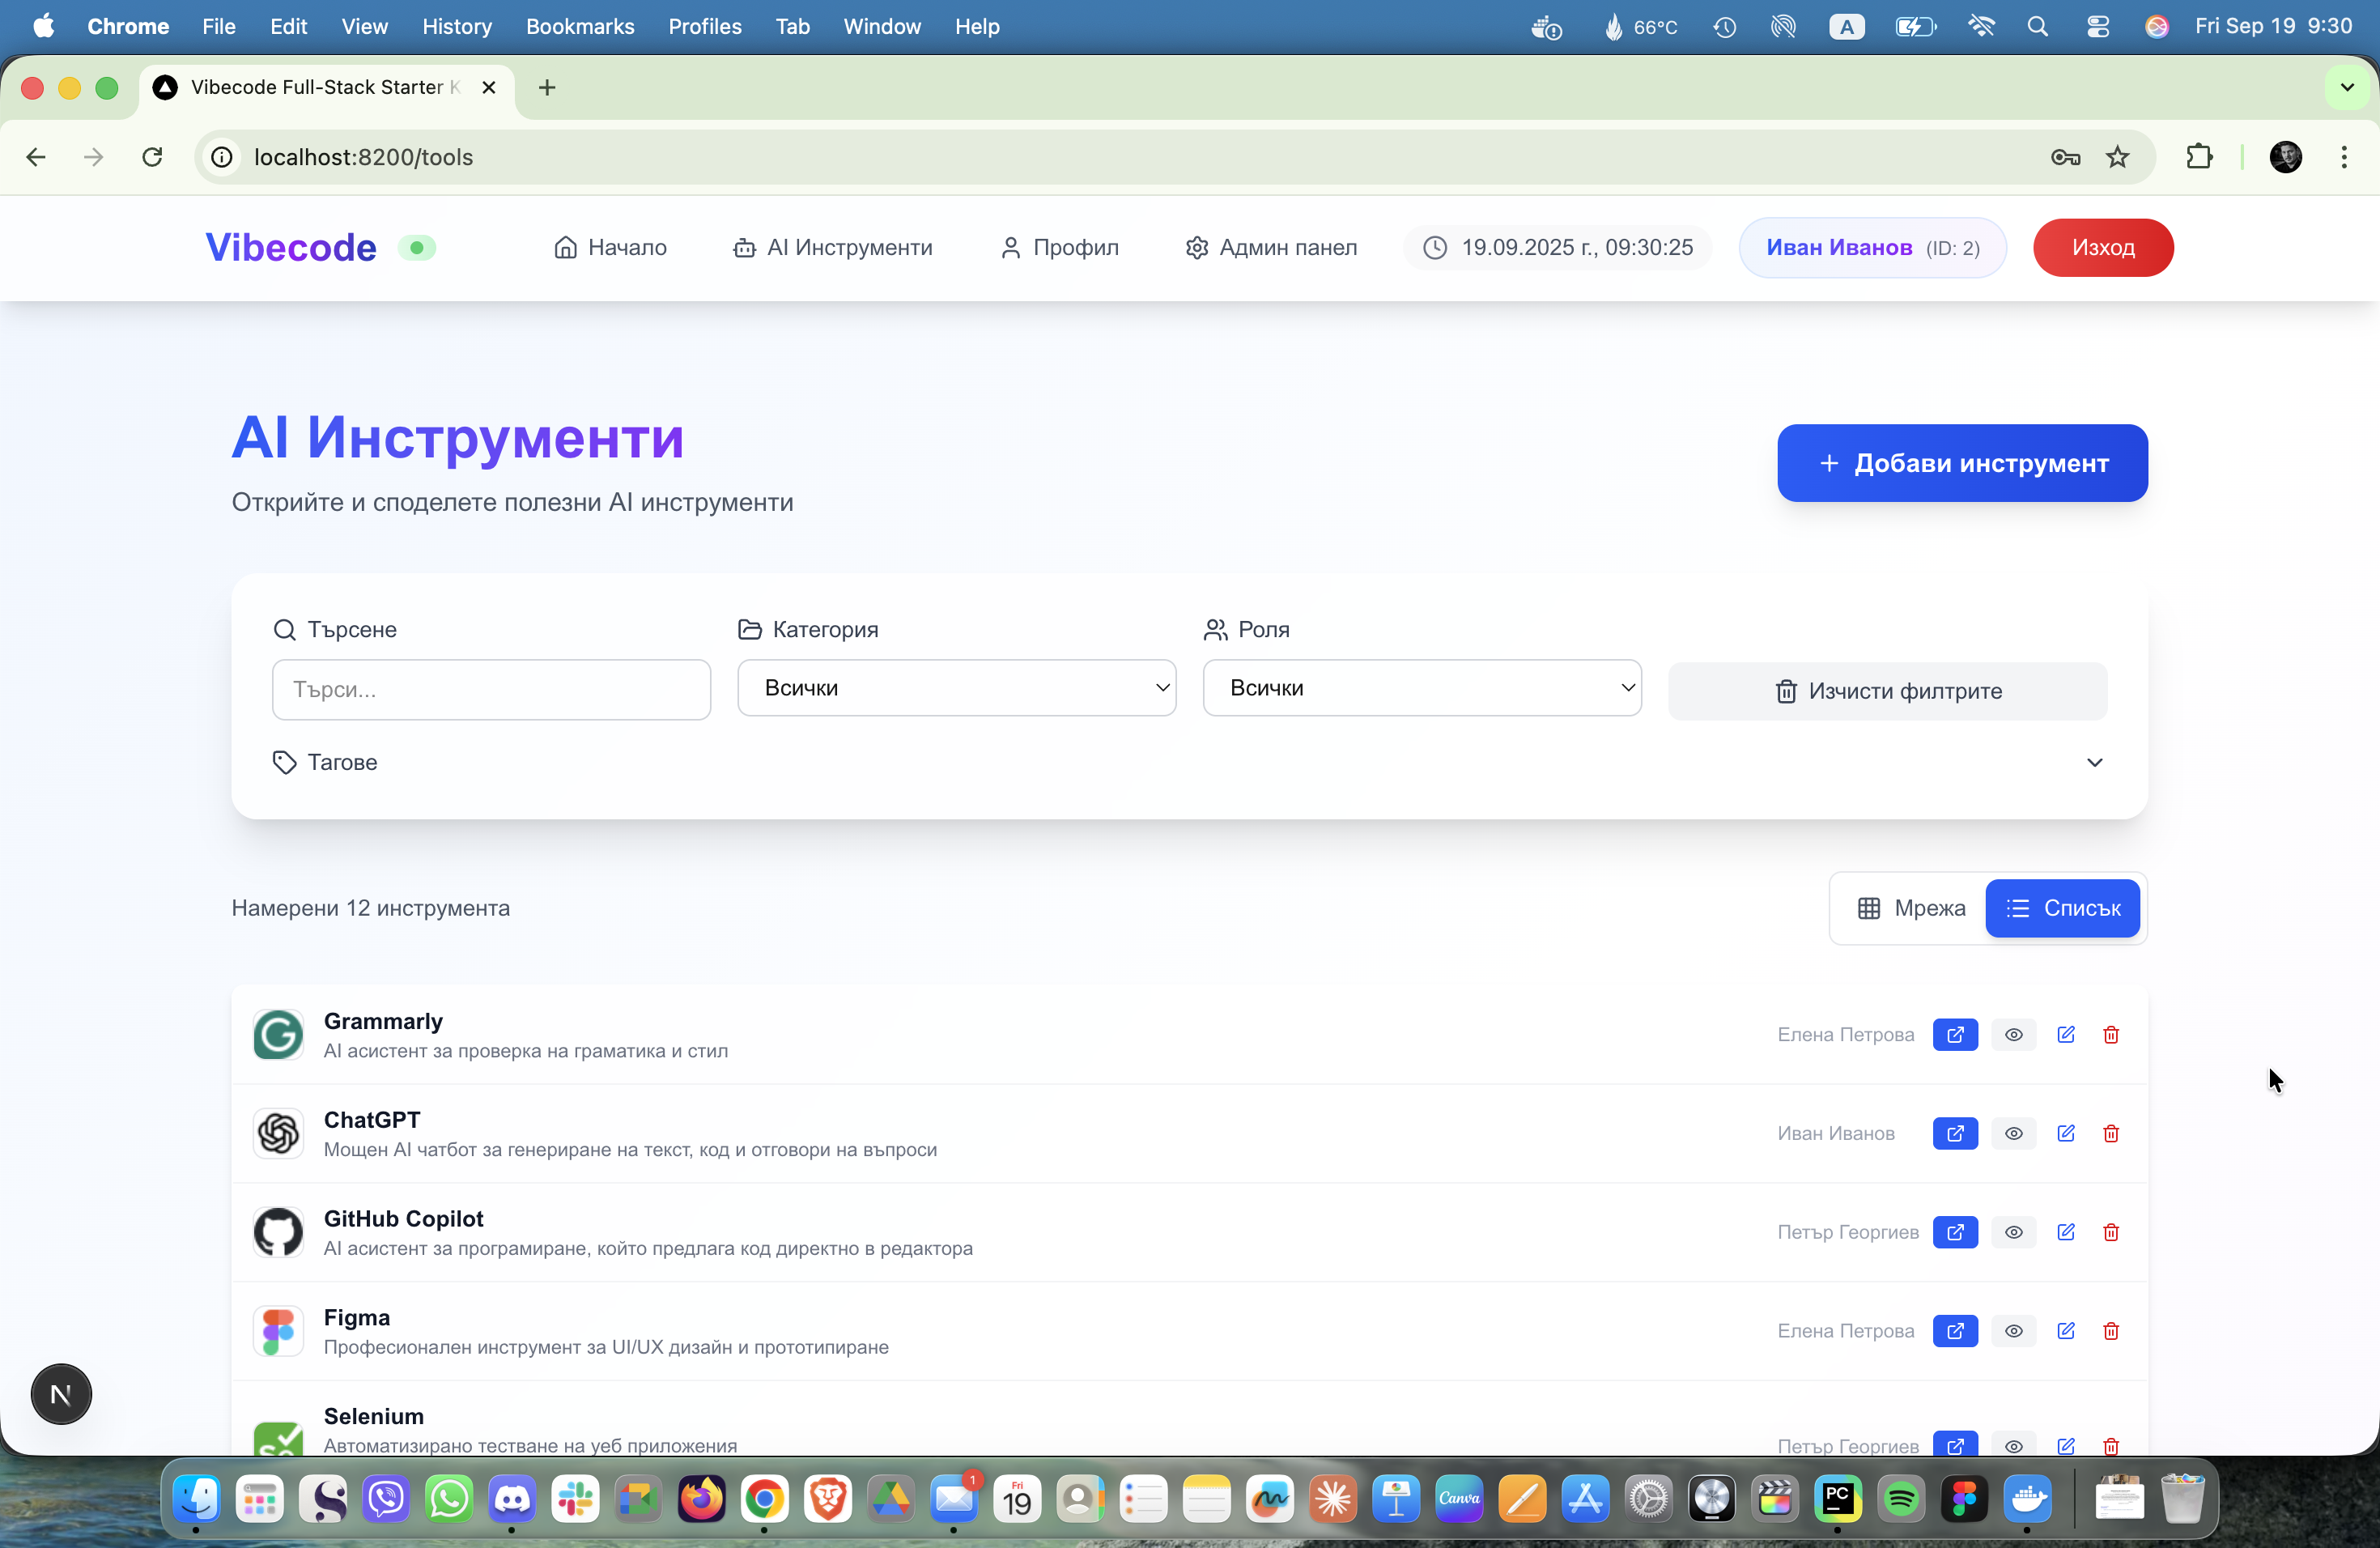 Chrome File Edit View History Bookmarks Profiles Tab Window Help 66°C A Fri Sep 19 9:30
Vibecode Full-Stack Starter K
localhost:8200/tools
Vibecode Начало AI Инструменти Профил Админ панел 19.09.2025 г., 09:30:25 Иван Иванов (ID: 2) Изход
AI Инструменти
Добави инструмент
Открийте и споделете полезни AI инструменти
Търсене Категория Роля
Търси... Всички Всички Изчисти филтрите
Тагове
Намерени 12 инструмента Мрежа Списък
Grammarly
AI асистент за проверка на граматика и стил
Елена Петрова
ChatGPT
Мощен AI чатбот за генериране на текст, код и отговори на въпроси
Иван Иванов
GitHub Copilot
AI асистент за програмиране, който предлага код директно в редактора
Петър Георгиев
Figma
Професионален инструмент за UI/UX дизайн и прототипиране
Елена Петрова
Selenium
Автоматизирано тестване на уеб приложения
Петър Георгиев
N
1
Fri
19
Canva
PC